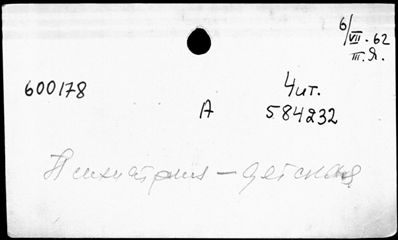 6/VII-62
III.Я.
600178
Чит.
А 584232
Психиатрия - детская